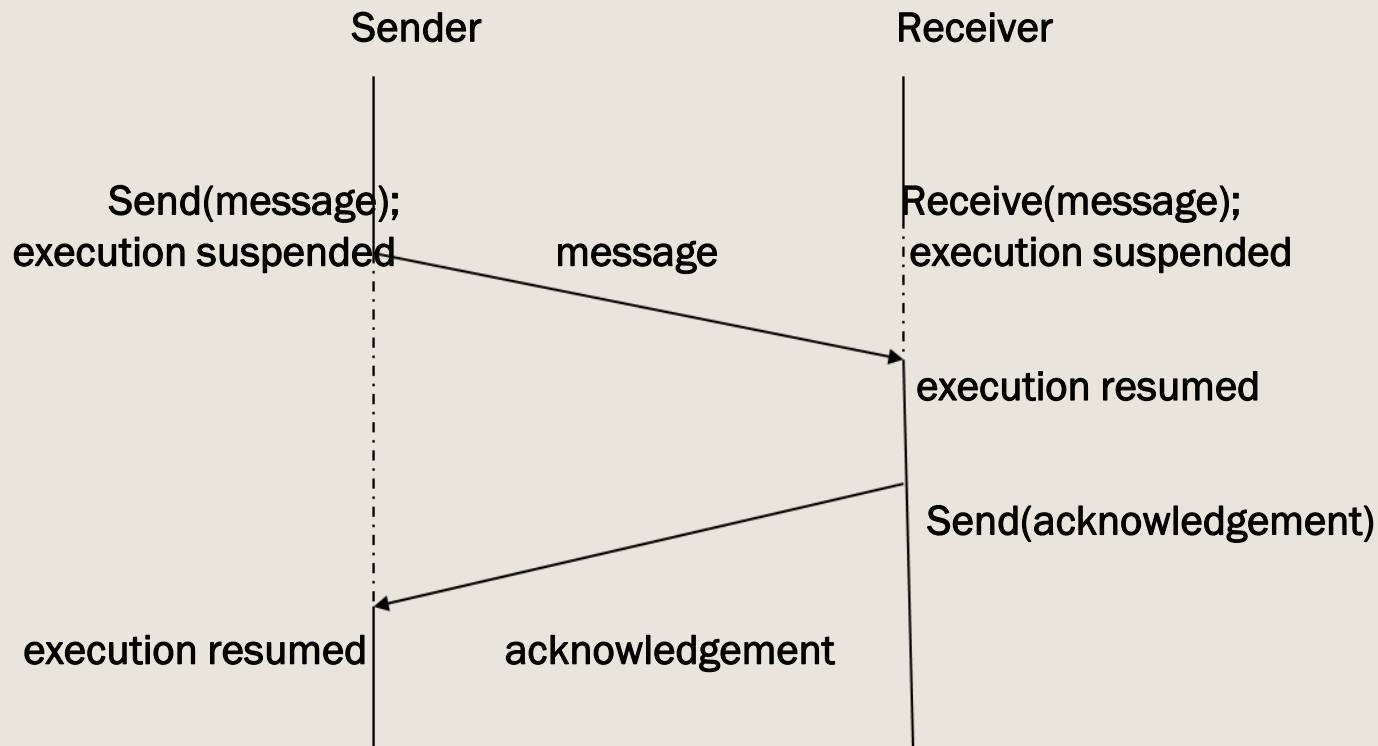 Sender
Receiver
Send(message);
execution suspended
message
Receive(message);
execution suspended
execution resumed
Send(acknowledgement)
execution resumed
acknowledgement